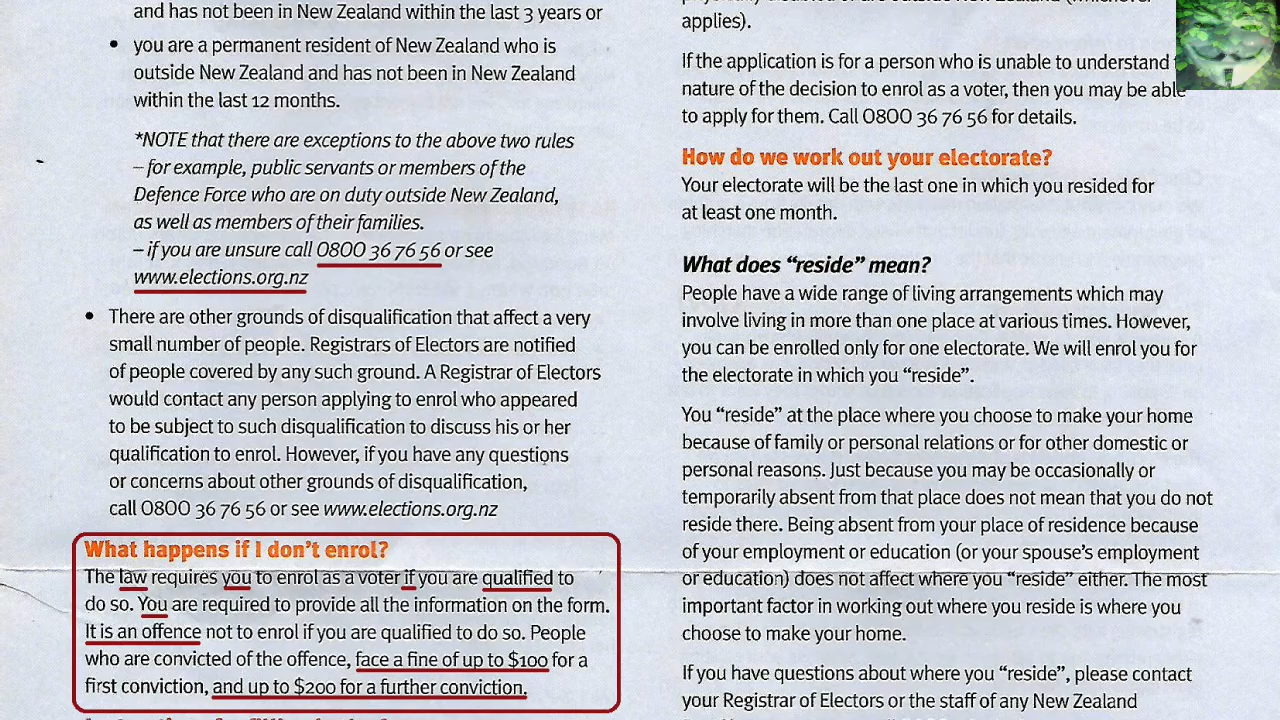 and has not been in New Zealand within the last 3 years or
• you are a permanent resident of New Zealand who is
outside New Zealand and has not been in New Zealand
within the last 12 months.
*NOTE that there are exceptions to the above two rules
– for example, public servants or members of the
Defence Force who are on duty outside New Zealand,
as well as members of their families.
– if you are unsure call 0800 36 76 56 or see
www.elections.org.nz
• There are other grounds of disqualification that affect a very
small number of people. Registrars of Electors are notified
of people covered by any such ground. A Registrar of Electors
would contact any person applying to enrol who appeared
to be subject to such disqualification to discuss his or her
qualification to enrol. However, if you have any questions
or concerns about other grounds of disqualification,
call 0800 36 76 56 or see www.elections.org.nz
What happens if I don't enrol?
The law requires you to enrol as a voter if you are qualified to
do so. You are required to provide all the information on the form.
It is an offence not to enrol if you are qualified to do so. People
who are convicted of the offence, face a fine of up to $100 for a
first conviction, and up to $200 for a further conviction.
applies).
If the application is for a person who is unable to understand
nature of the decision to enrol as a voter, then you may be able
to apply for them. Call 0800 36 76 56 for details.
How do we work out your electorate?
Your electorate will be the last one in which you resided for
at least one month.
What does “reside” mean?
People have a wide range of living arrangements which may
involve living in more than one place at various times. However,
you can be enrolled only for one electorate. We will enrol you for
the electorate in which you “reside”.
You “reside” at the place where you choose to make your home
because of family or personal relations or for other domestic or
personal reasons. Just because you may be occasionally or
temporarily absent from that place does not mean that you do not
reside there. Being absent from your place of residence because
of your employment or education (or your spouse's employment
or education) does not affect where you “reside” either. The most
important factor in working out where you reside is where you
choose to make your home.
If you have questions about where you “reside”, please contact
your Registrar of Electors or the staff of any New Zealand